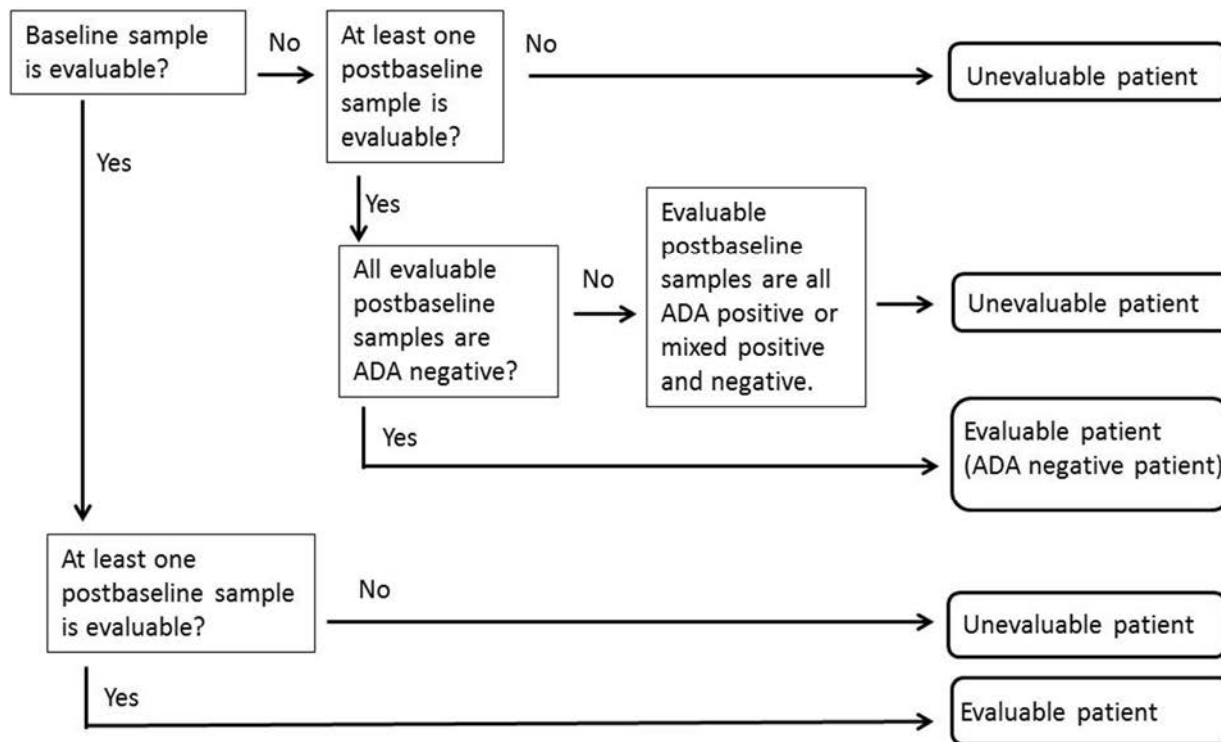 Baseline sample
is evaluable?
No
At least one
postbaseline
sample is
evaluable?
No
Unevaluable patient
Yes
Yes
All evaluable
postbaseline
samples are
ADA negative?
No
Evaluable
postbaseline
samples are all
ADA positive or
mixed positive
and negative.
Unevaluable patient
Yes
Evaluable patient
(ADA negative patient)
At least one
postbaseline sample
is evaluable?
No
Unevaluable patient
Yes
Evaluable patient